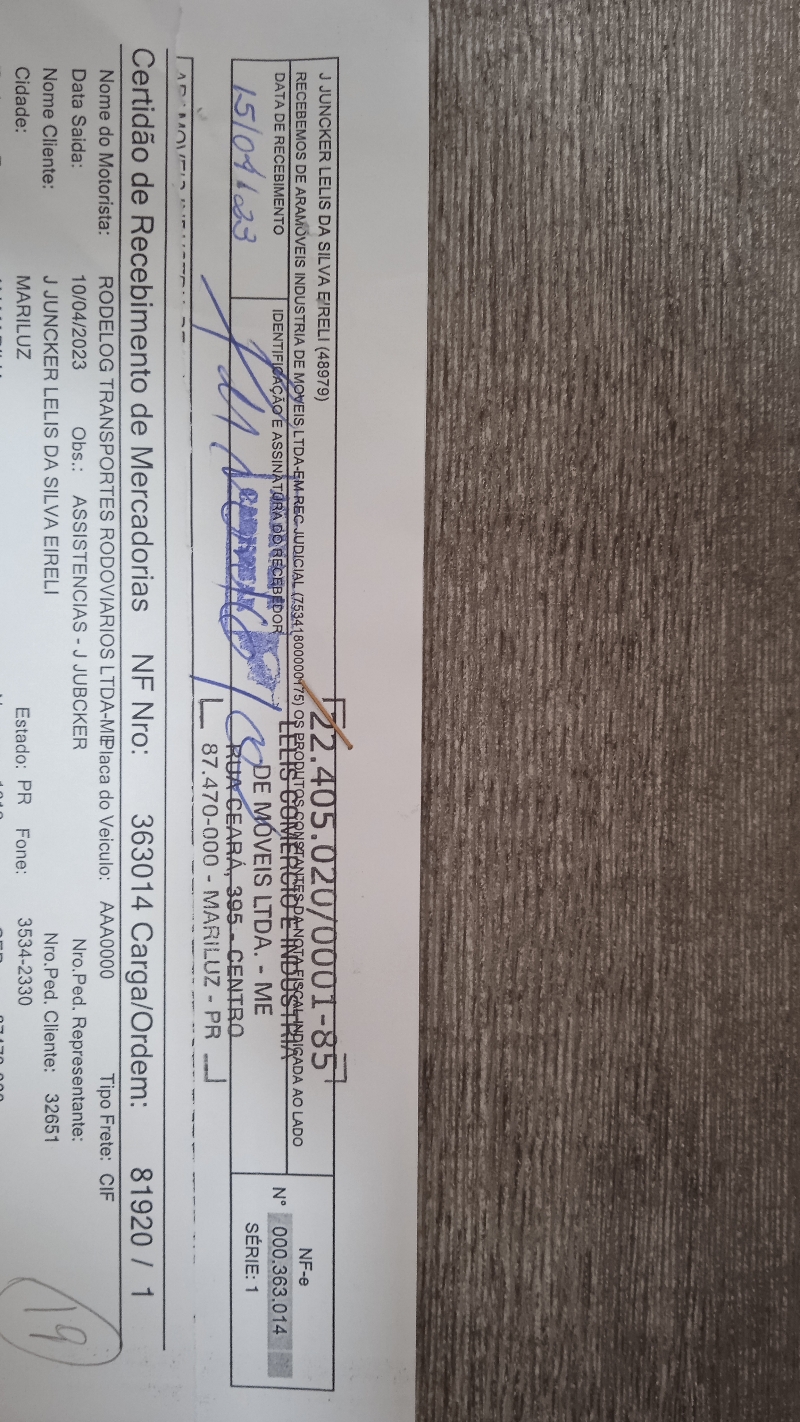 J JUNCKER LELIS DA SILVA EIRELI (48979)
RECEBEMOS DE ARAMÓVEIS INDUSTRIA DE MOVEIS LTDA-EM REC JUDICIAL (75341800000175) OS PRODUTOS CONSTANTES DA NOTA FISCAL INDICADA AO LADO
DATA DE RECEBIMENTO
IDENTIFICAÇÃO E ASSINATURA DO RECEBEDOR
15/04/23
22.405.020/0001-85
LELIS COMERCIO E INDUSTRIA
DE MÓVEIS LTDA. - ME
RUA CEARÁ, 395 - CENTRO
87.470-000 - MARILUZ - PR
NF-e
N° 000.363.014
SÉRIE: 1
Certidão de Recebimento de Mercadorias NF Nro: 363014 Carga/Ordem: 81920 / 1
Nome do Motorista: RODELOG TRANSPORTES RODOVIARIOS LTDA-ME Placa do Veiculo: AAA0000 Tipo Frete: CIF
Data Saida: 10/04/2023 Obs.: ASSISTENCIAS - J JUBCKER Nro.Ped. Representante:
Nome Cliente: J JUNCKER LELIS DA SILVA EIRELI Nro.Ped. Cliente: 32651
Cidade: MARILUZ Estado: PR Fone: 3534-2330
19